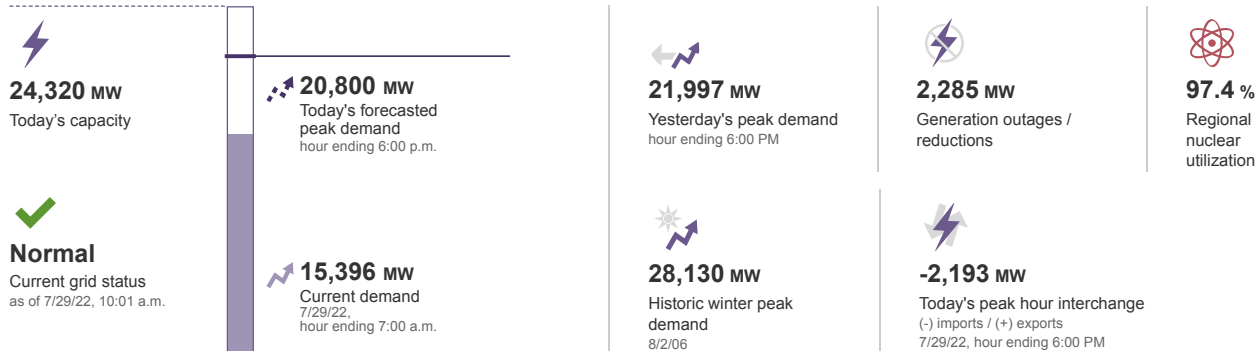 24,320 MW
Today's capacity
Normal
Current grid status
as of 7/29/22, 10:01 a.m.
20,800 MW
Today's forecasted
peak demand
hour ending 6:00 p.m.
15,396 MW
Current demand
7/29/22,
hour ending 7:00 a.m.
21,997 MW
Yesterday's peak demand
hour ending 6:00 PM
2,285 MW
Generation outages /
reductions
97.4 %
Regional
nuclear
utilization
28,130 MW
Historic winter peak
demand
8/2/06
-2,193 MW
Today's peak hour interchange
(-) imports / (+) exports
7/29/22, hour ending 6:00 PM